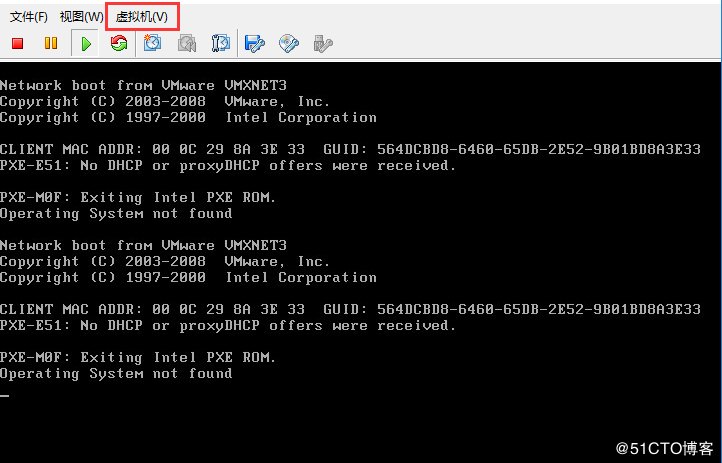 文件(F) 视图(W) 虚拟机(V)
Network boot from VMware VMXNET3
Copyright (C) 2003-2008  VMware, Inc.
Copyright (C) 1997-2000  Intel Corporation
CLIENT MAC ADDR: 00 0C 29 8A 3E 33  GUID: 564DCBD8-6460-65DB-2E52-9B01BD8A3E33
PXE-E51: No DHCP or proxyDHCP offers were received.
PXE-M0F: Exiting Intel PXE ROM.
Operating System not found
Network boot from VMware VMXNET3
Copyright (C) 2003-2008  VMware, Inc.
Copyright (C) 1997-2000  Intel Corporation
CLIENT MAC ADDR: 00 0C 29 8A 3E 33  GUID: 564DCBD8-6460-65DB-2E52-9B01BD8A3E33
PXE-E51: No DHCP or proxyDHCP offers were received.
PXE-M0F: Exiting Intel PXE ROM.
Operating System not found
_
@51CTO博客